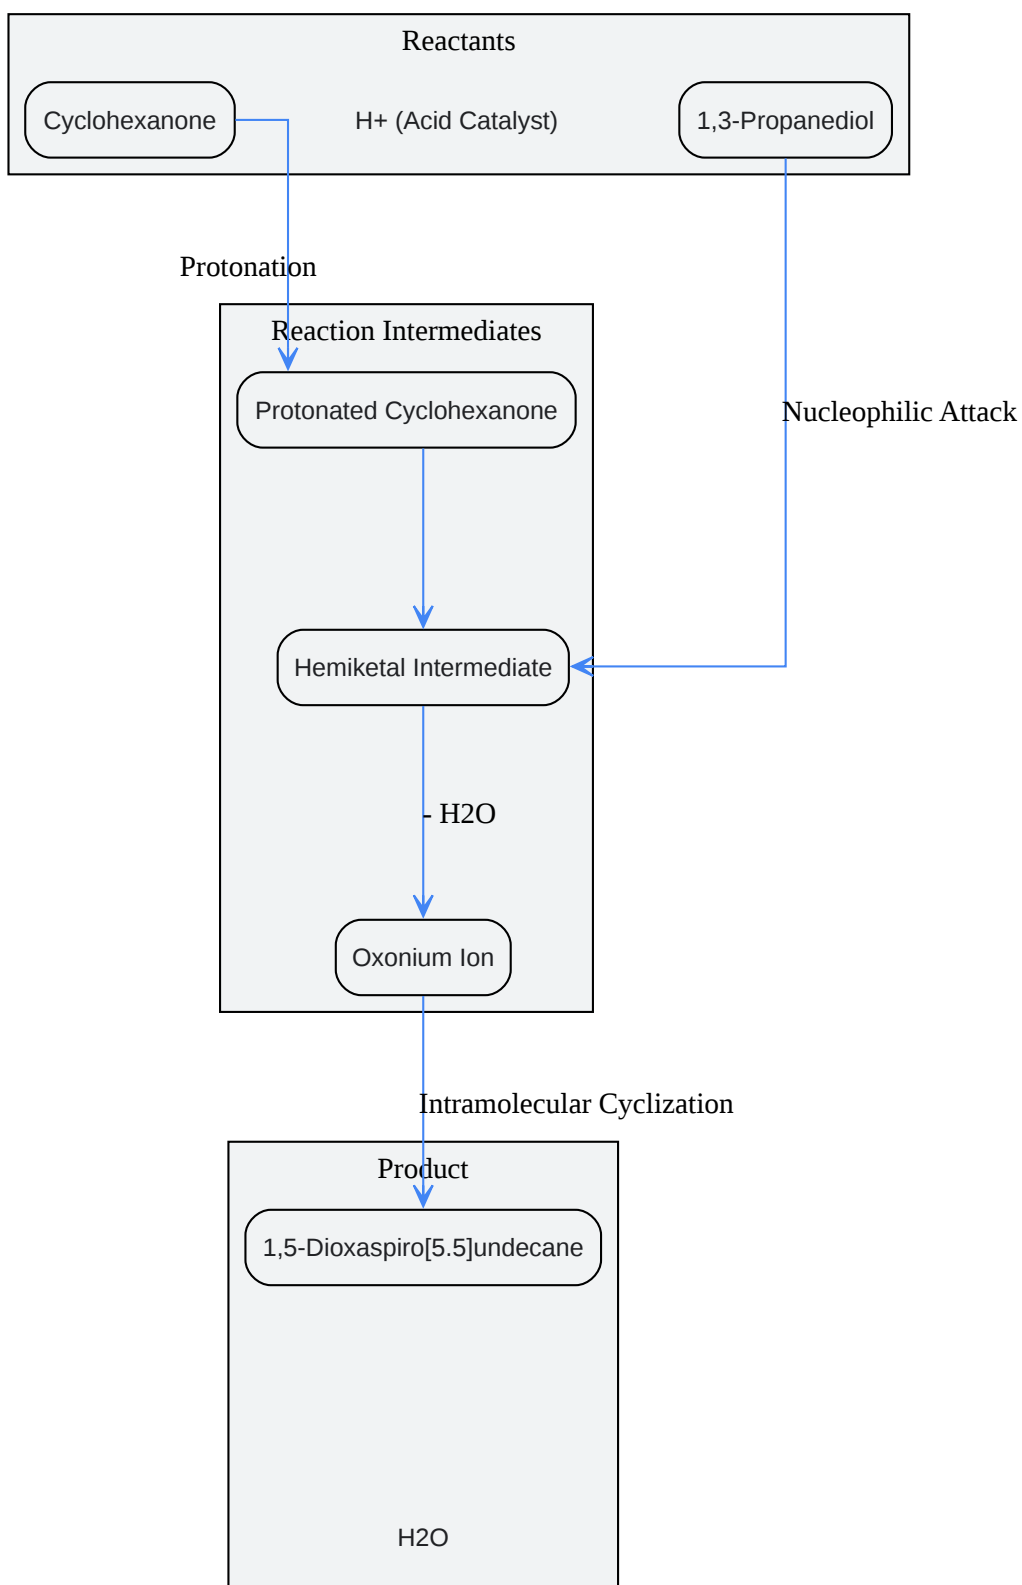 Reactants
Cyclohexanone
H+ (Acid Catalyst)
1,3-Propanediol
Protonation
Reaction Intermediates
Protonated Cyclohexanone
Nucleophilic Attack
Hemiketal Intermediate
- H2O
Oxonium Ion
Intramolecular Cyclization
Product
1,5-Dioxaspiro[5.5]undecane
H2O